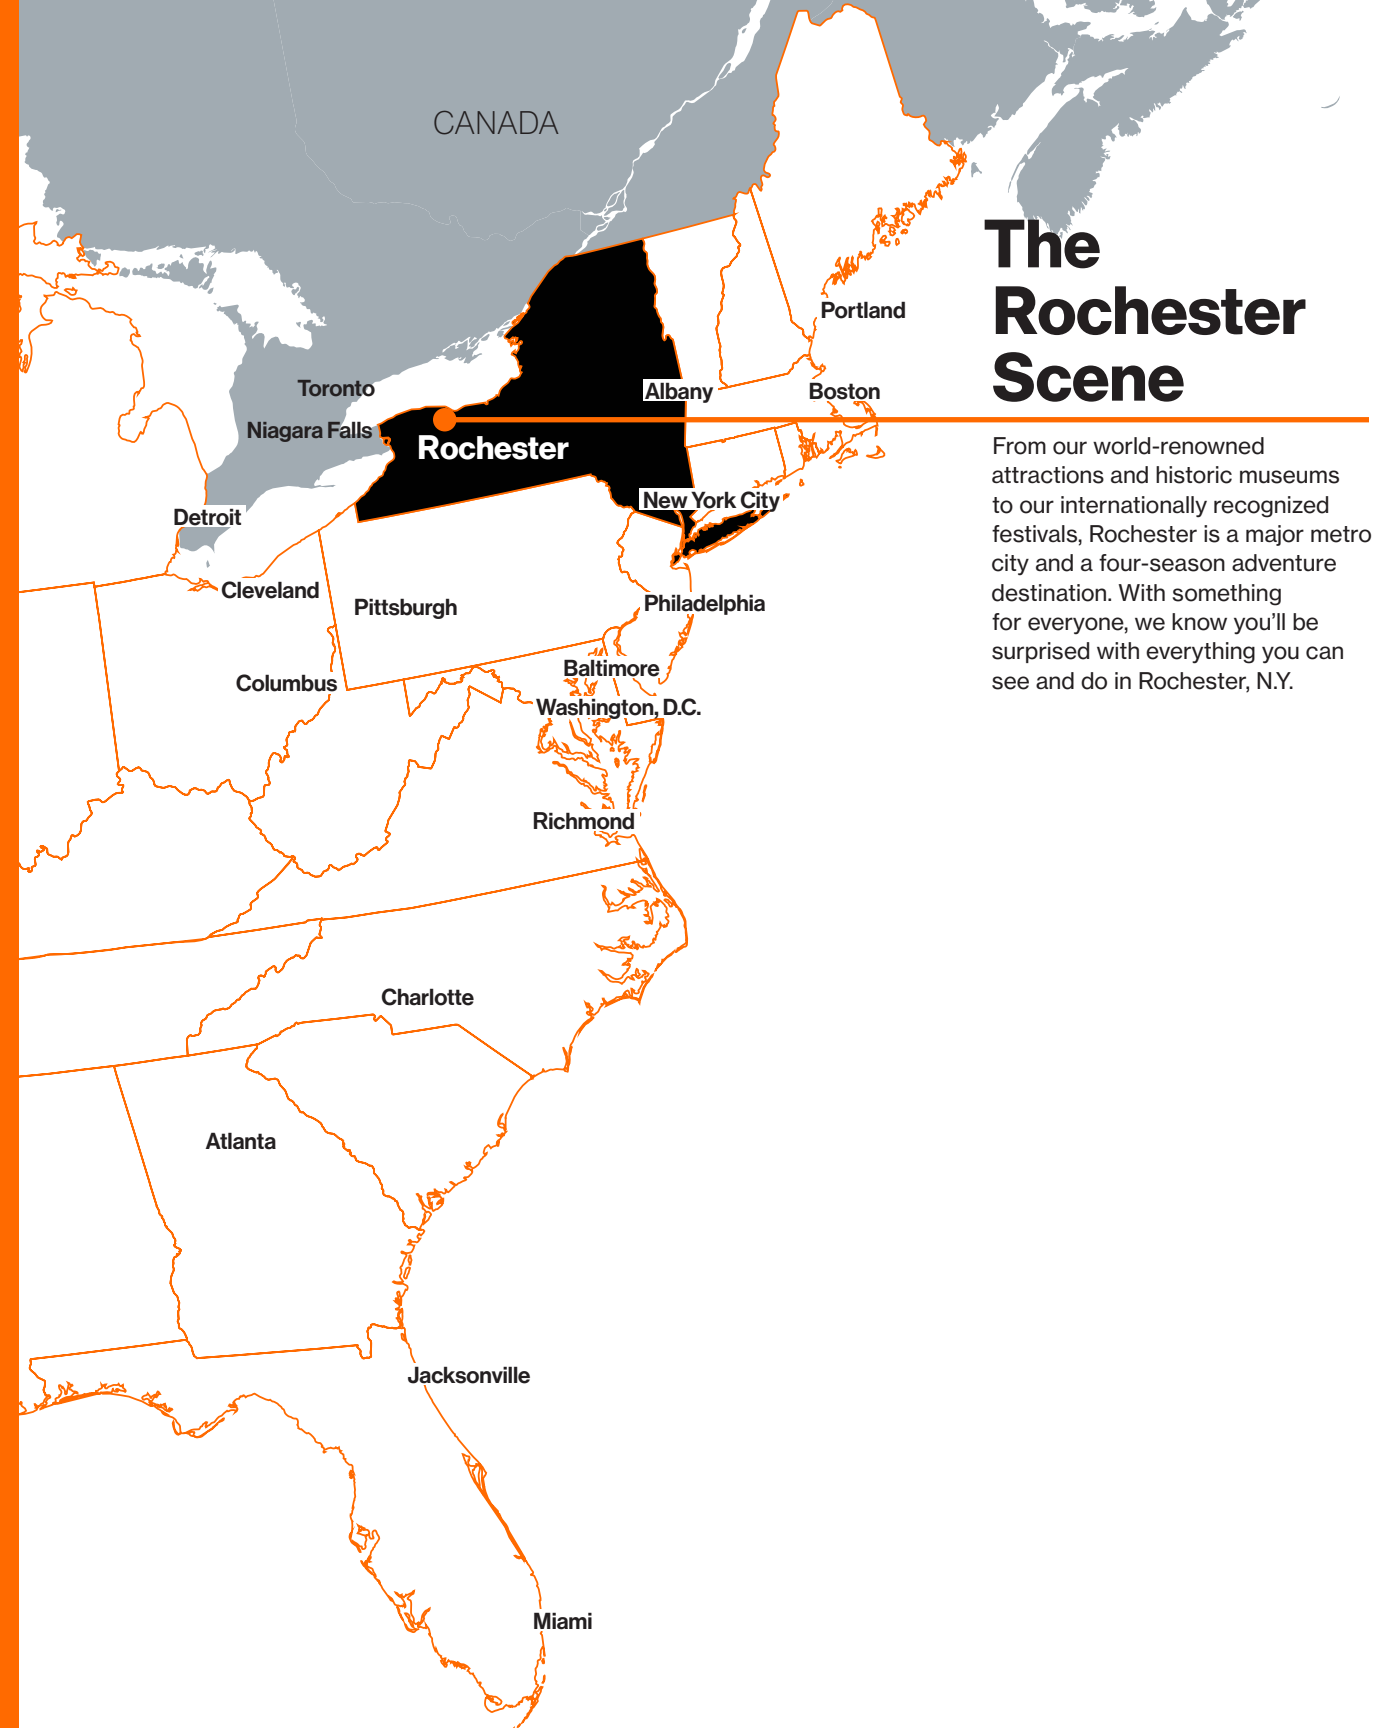 CANADA
The
Rochester
Scene
Portland
Toronto
Albany
Boston
Niagara Falls
Rochester
From our world-renowned
attractions and historic museums
to our internationally recognized
festivals, Rochester is a major metro
city and a four-season adventure
destination. With something
for everyone, we know you’ll be
surprised with everything you can
see and do in Rochester, N.Y.
New York City
Detroit
Cleveland
Pittsburgh
Philadelphia
Baltimore
Columbus
Washington, D.C.
Richmond
Charlotte
Atlanta
Jacksonville
Miami